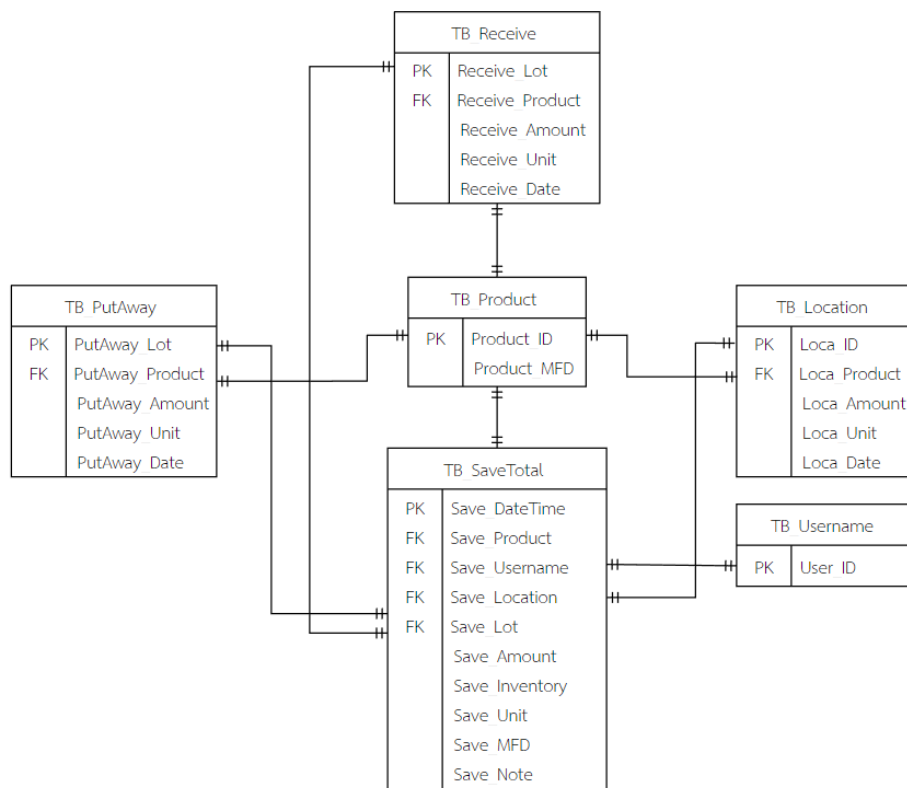 TB_Receive
PK Receive_Lot
FK Receive_Product
Receive_Amount
Receive_Unit
Receive_Date
TB_PutAway
PK PutAway_Lot
FK PutAway_Product
PutAway_Amount
PutAway_Unit
PutAway_Date
TB_Product
PK Product_ID
Product_MFD
TB_Location
PK Loca_ID
FK Loca_Product
Loca_Amount
Loca_Unit
Loca_Date
TB_SaveTotal
PK Save_DateTime
FK Save_Product
FK Save_Username
FK Save_Location
FK Save_Lot
Save_Amount
Save_Inventory
Save_Unit
Save_MFD
Save_Note
TB_Username
PK User_ID